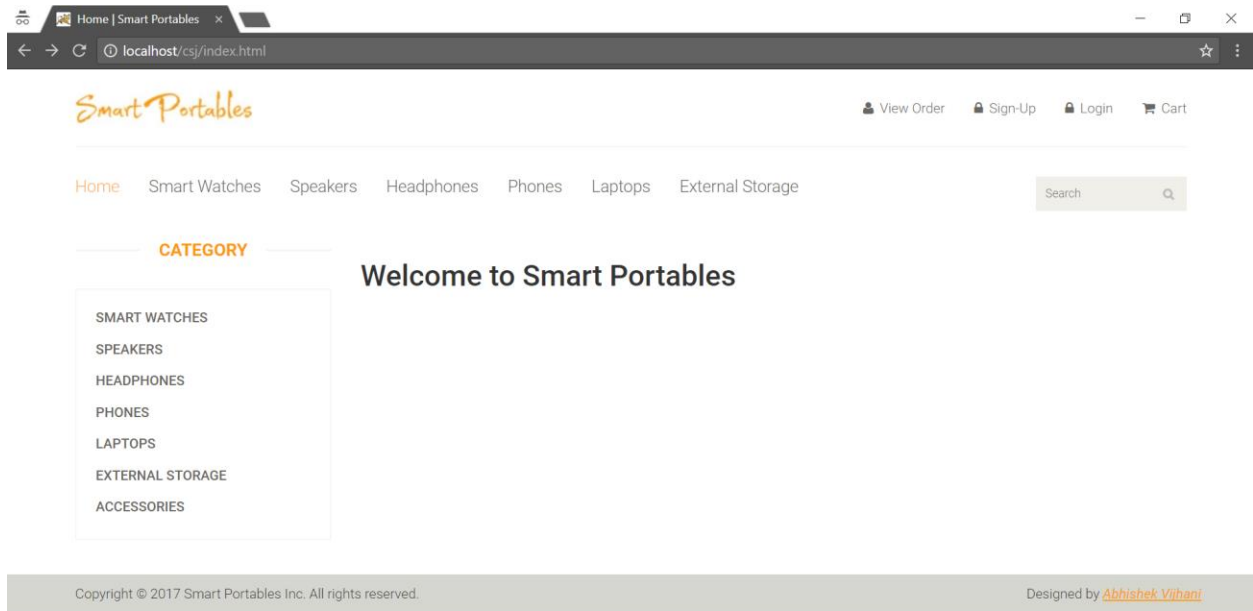 Home | Smart Portables
localhost/csj/index.html
Smart Portables
View Order Sign-Up Login Cart
Home Smart Watches Speakers Headphones Phones Laptops External Storage
Search
CATEGORY
Welcome to Smart Portables
SMART WATCHES
SPEAKERS
HEADPHONES
PHONES
LAPTOPS
EXTERNAL STORAGE
ACCESSORIES
Copyright © 2017 Smart Portables Inc. All rights reserved.
Designed by Abhishek Viihani